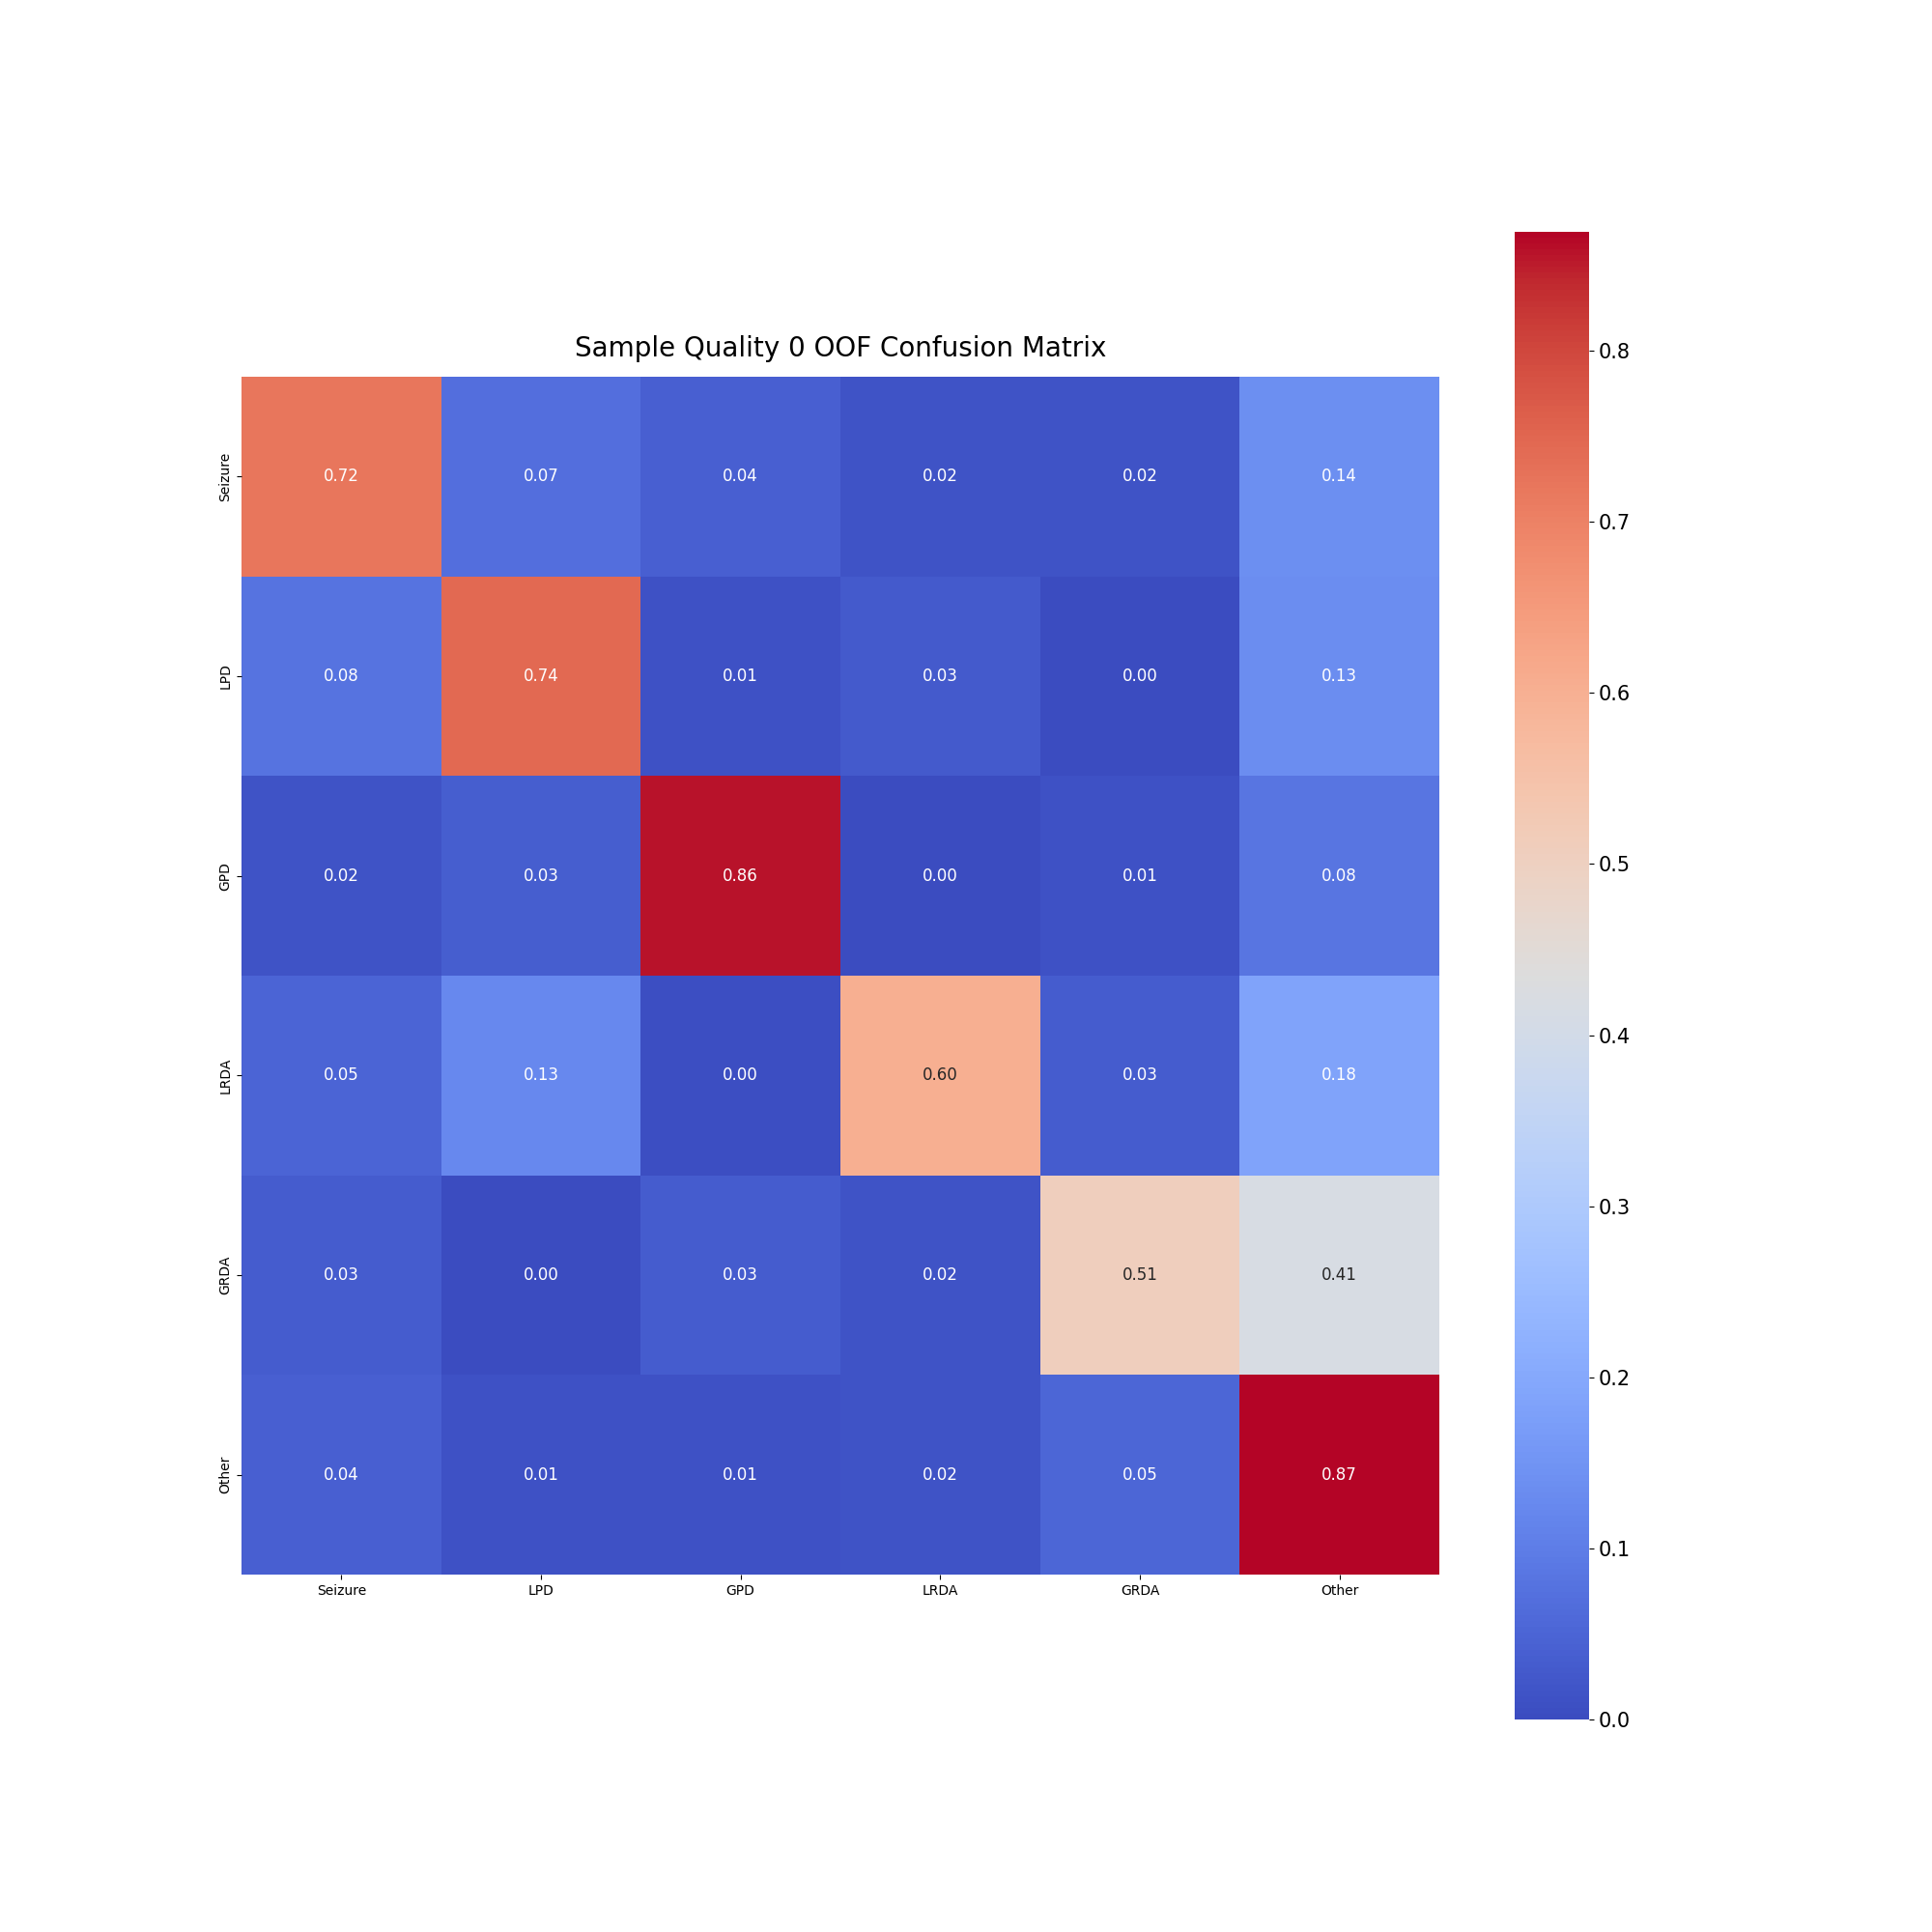 Sample Quality 0 OOF Confusion Matrix
Seizure 0.72 0.07 0.04 0.02 0.02 0.14
LPD 0.08 0.74 0.01 0.03 0.00 0.13
GPD 0.02 0.03 0.86 0.00 0.01 0.08
LRDA 0.05 0.13 0.00 0.60 0.03 0.18
GRDA 0.03 0.00 0.03 0.02 0.51 0.41
Other 0.04 0.01 0.01 0.02 0.05 0.87
Seizure LPD GPD LRDA GRDA Other
0.8
0.7
0.6
0.5
0.4
0.3
0.2
0.1
0.0